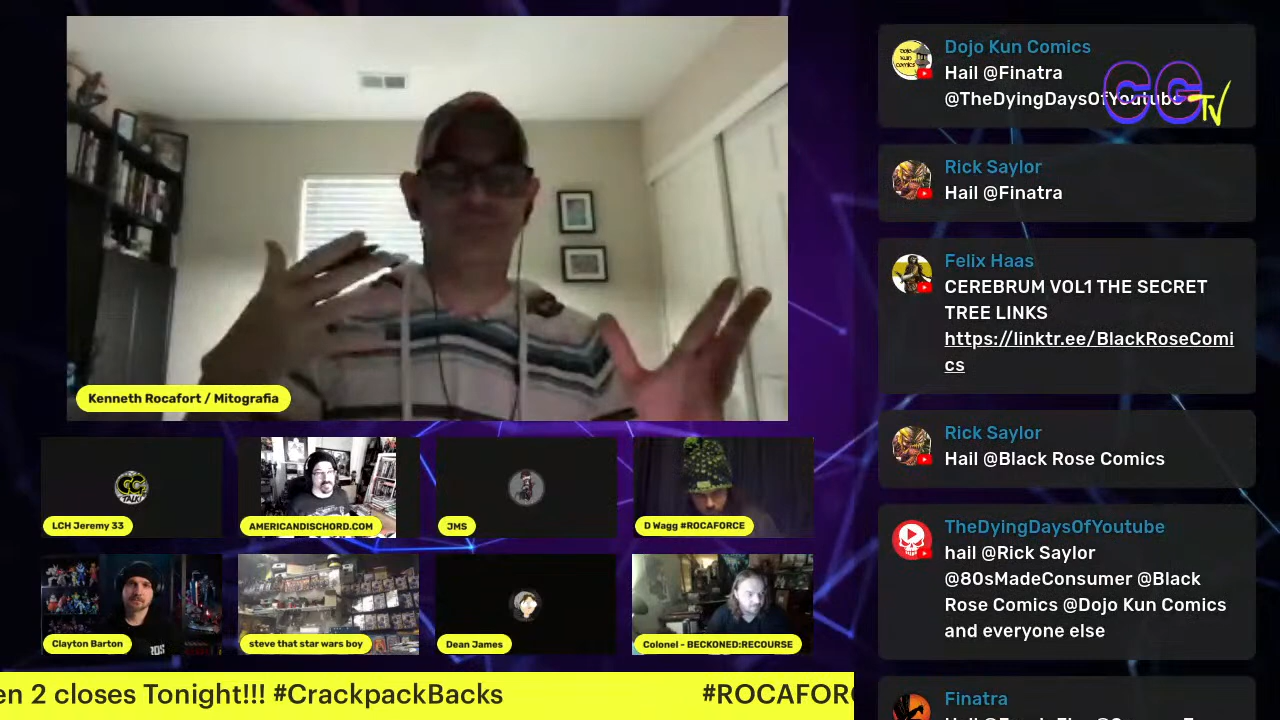 Kenneth Rocafort / Mitografia
LCH Jeremy 33
AMERICANDISCHORD.COM
JMS
D Wagg #ROCAFORCE
Clayton Barton
steve that star wars boy
Dean James
Colonel - BECKONED:RECOURSE
en 2 closes Tonight!!! #CrackpackBacks
#ROCAFORC
Dojo Kun Comics
Hail @Finatra
@TheDyingDaysOfYoutube
GG TV
Rick Saylor
Hail @Finatra
Felix Haas
CEREBRUM VOL1 THE SECRET
TREE LINKS
https://linktr.ee/BlackRoseComi
cs
Rick Saylor
Hail @Black Rose Comics
TheDyingDaysOfYoutube
hail @Rick Saylor
@80sMadeConsumer @Black
Rose Comics @Dojo Kun Comics
and everyone else
Finatra